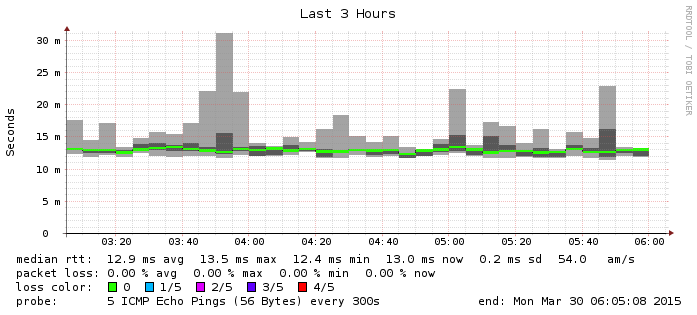 Last 3 Hours
RRDTOOL / TOBI OETIKER
Seconds
30 m
25 m
20 m
15 m
10 m
5 m
0
03:20 03:40 04:00 04:20 04:40 05:00 05:20 05:40 06:00
median rtt: 12.9 ms avg 13.5 ms max 12.4 ms min 13.0 ms now 0.2 ms sd 54.0 am/s
packet loss: 0.00 % avg 0.00 % max 0.00 % min 0.00 % now
loss color: 0 1/5 2/5 3/5 4/5
probe: 5 ICMP Echo Pings (56 Bytes) every 300s end: Mon Mar 30 06:05:08 2015